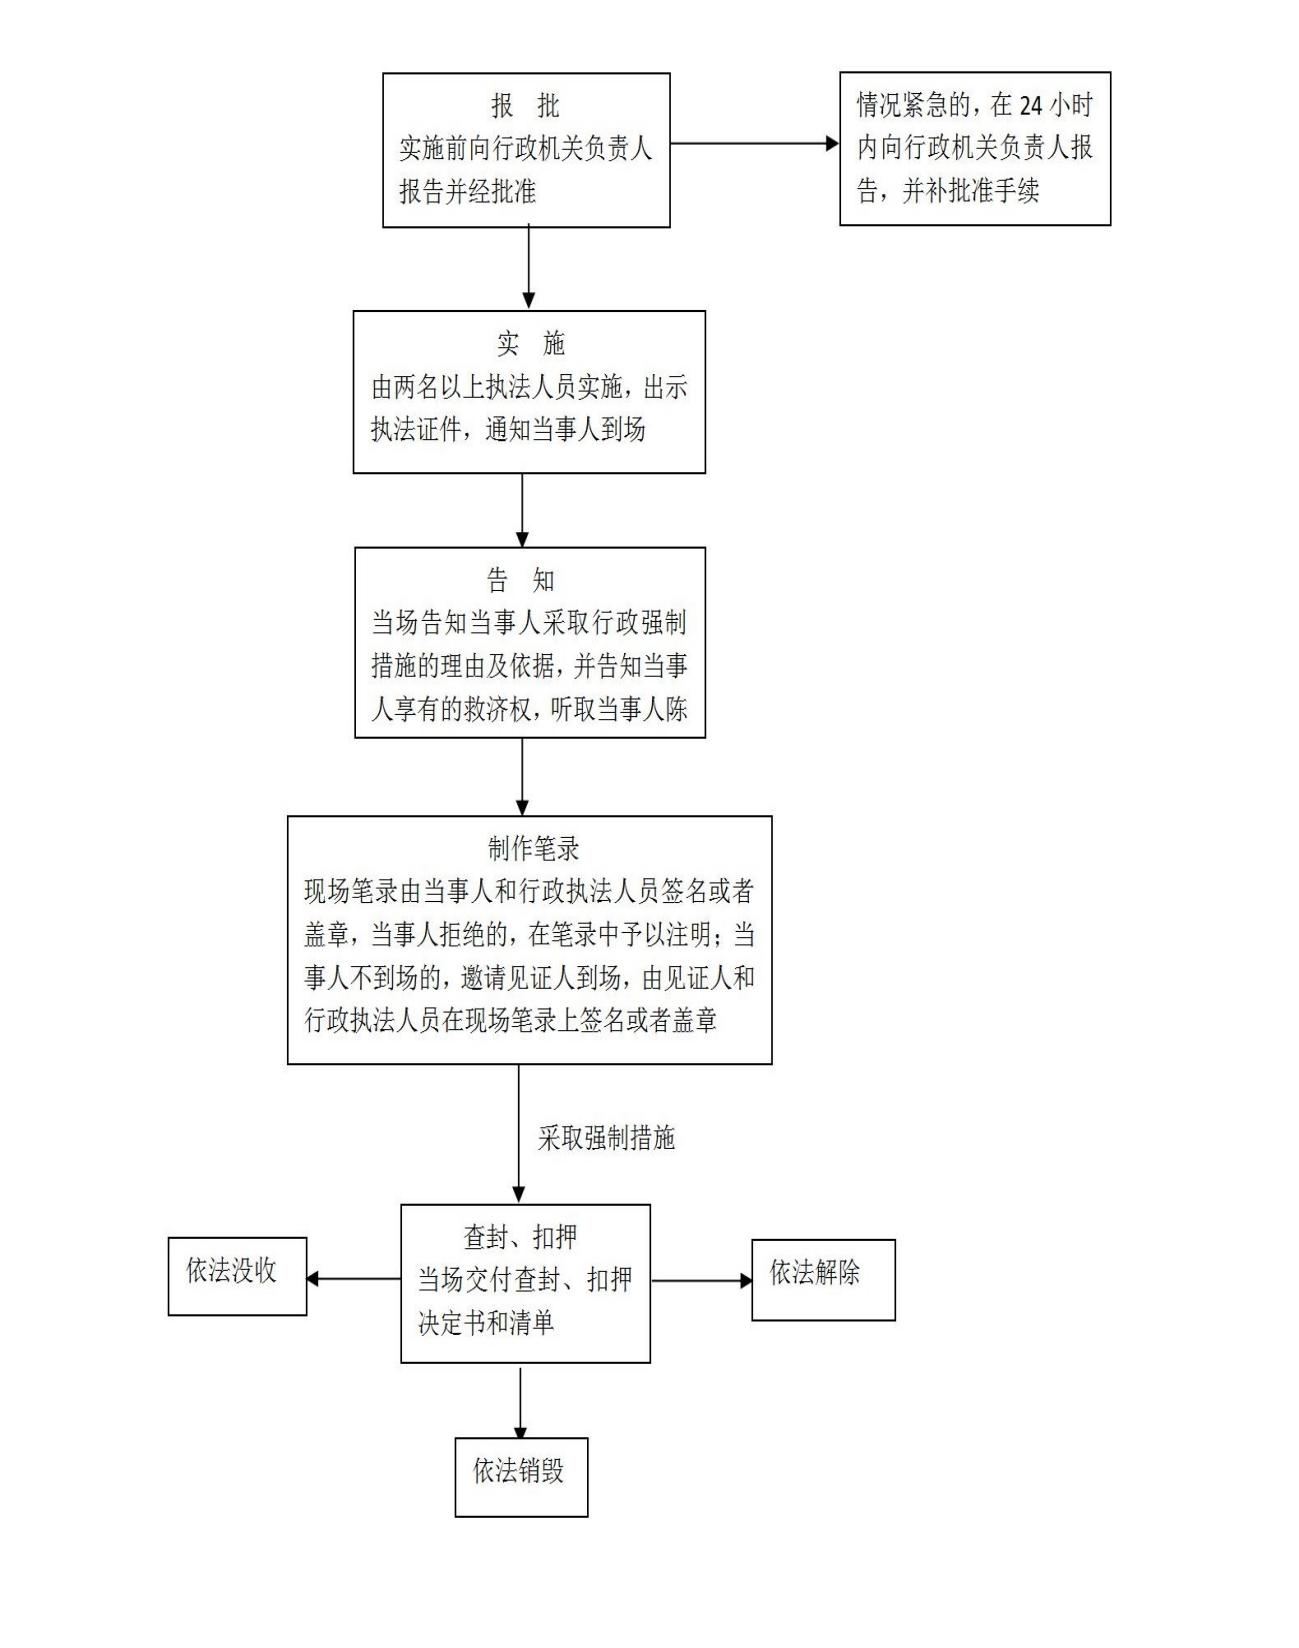 报 批
实施前向行政机关负责人
报告并经批准
情况紧急的，在 24 小时
内向行政机关负责人报
告，并补批准手续
实 施
由两名以上执法人员实施，出示
执法证件，通知当事人到场
告 知
当场告知当事人采取行政强制
措施的理由及依据，并告知当事
人享有的救济权，听取当事人陈
制作笔录
现场笔录由当事人和行政执法人员签名或者
盖章，当事人拒绝的，在笔录中予以注明；当
事人不到场的，邀请见证人到场，由见证人和
行政执法人员在现场笔录上签名或者盖章
采取强制措施
查封、扣押
当场交付查封、扣押
决定书和清单
依法没收
依法解除
依法销毁